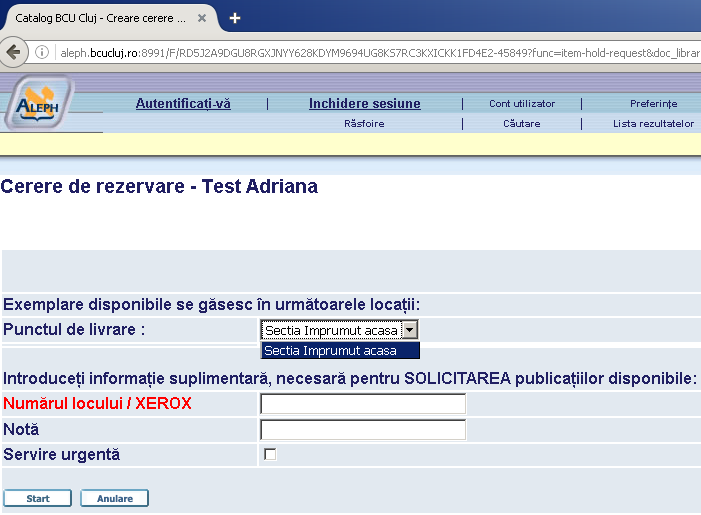 Catalog BCU Cluj - Creare cerere ...
aleph.bcucluj.ro:8991/F/RD5J2A9DGU8RGXJNYY628KDYM9694UG8KS7RC3KXICKK1FD4E2-45849?func=item-hold-request&doc_librar
ALEPH
Autentificați-vă | Inchidere sesiune | Cont utilizator | Preferințe
Răsfoire | Căutare | Lista rezultatelor
Cerere de rezervare - Test Adriana
Exemplare disponibile se găsesc în următoarele locații:
Punctul de livrare : Sectia Imprumut acasa
Sectia Imprumut acasa
Introduceți informație suplimentară, necesară pentru SOLICITAREA publicațiilor disponibile:
Numărul locului / XEROX
Notă
Servire urgentă
Start Anulare